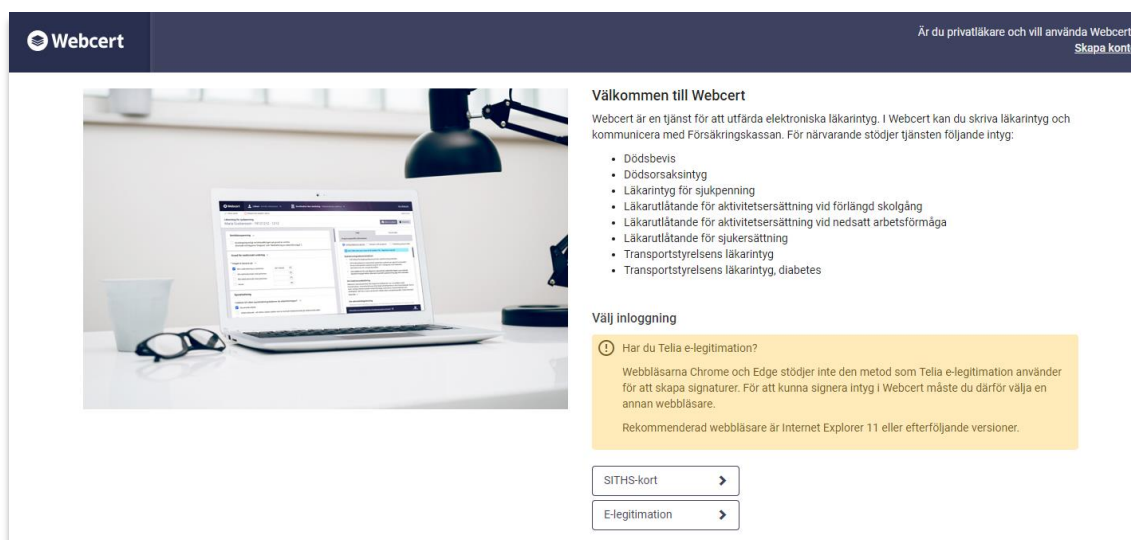 Webcert
Är du privatläkare och vill använda Webcert
Skapa kont
Välkommen till Webcert
Webcert är en tjänst för att utfärda elektroniska läkarintyg. I Webcert kan du skriva läkarintyg och
kommunicera med Försäkringskassan. För närvarande stödjer tjänsten följande intyg:
• Dödsbevis
• Dödsorsaksintyg
• Läkarintyg för sjukpenning
• Läkarutlåtande för aktivitetsersättning vid förlängd skolgång
• Läkarutlåtande för aktivitetsersättning vid nedsatt arbetsförmåga
• Läkarutlåtande för sjukersättning
• Transportstyrelsens läkarintyg
• Transportstyrelsens läkarintyg, diabetes
Välj inloggning
Har du Telia e-legitimation?
Webbläsarna Chrome och Edge stödjer inte den metod som Telia e-legitimation använder
för att skapa signaturer. För att kunna signera intyg i Webcert måste du därför välja en
annan webbläsare.
Rekommenderad webbläsare är Internet Explorer 11 eller efterföljande versioner.
SITHS-kort
E-legitimation